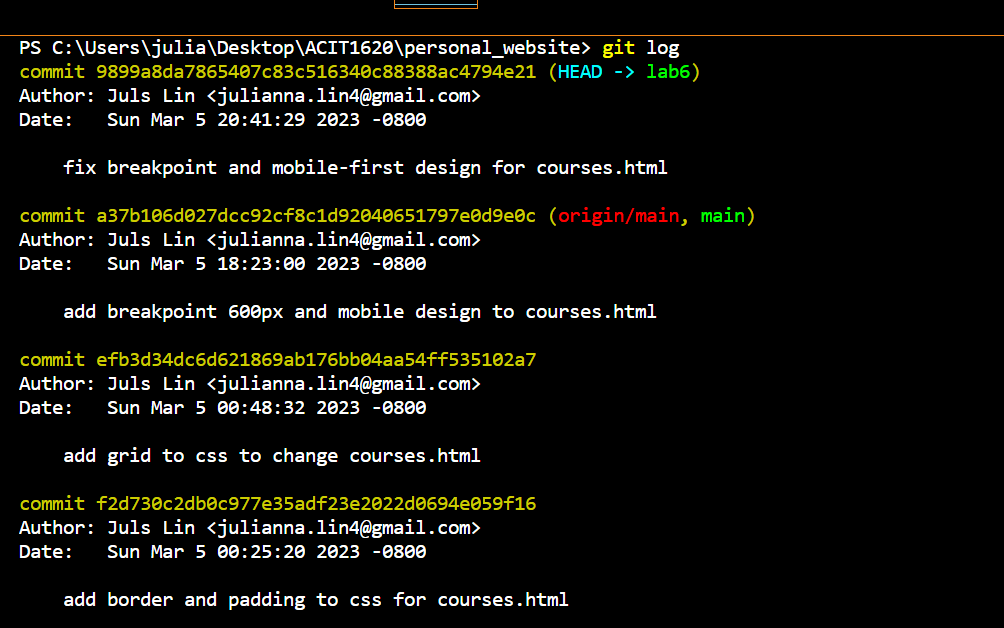 PS C:\Users\julia\Desktop\ACIT1620\personal_website> git log
commit 9899a8da7865407c83c516340c88388ac4794e21 (HEAD -> lab6)
Author: Juls Lin <julianna.lin4@gmail.com>
Date:   Sun Mar 5 20:41:29 2023 -0800
    fix breakpoint and mobile-first design for courses.html
commit a37b106d027dcc92cf8c1d92040651797e0d9e0c (origin/main, main)
Author: Juls Lin <julianna.lin4@gmail.com>
Date:   Sun Mar 5 18:23:00 2023 -0800
    add breakpoint 600px and mobile design to courses.html
commit efb3d34dc6d621869ab176bb04aa54ff535102a7
Author: Juls Lin <julianna.lin4@gmail.com>
Date:   Sun Mar 5 00:48:32 2023 -0800
    add grid to css to change courses.html
commit f2d730c2db0c977e35adf23e2022d0694e059f16
Author: Juls Lin <julianna.lin4@gmail.com>
Date:   Sun Mar 5 00:25:20 2023 -0800
    add border and padding to css for courses.html